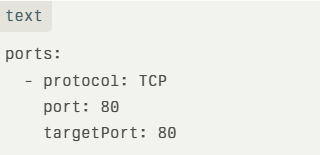 text
ports:
  - protocol: TCP
    port: 80
    targetPort: 80